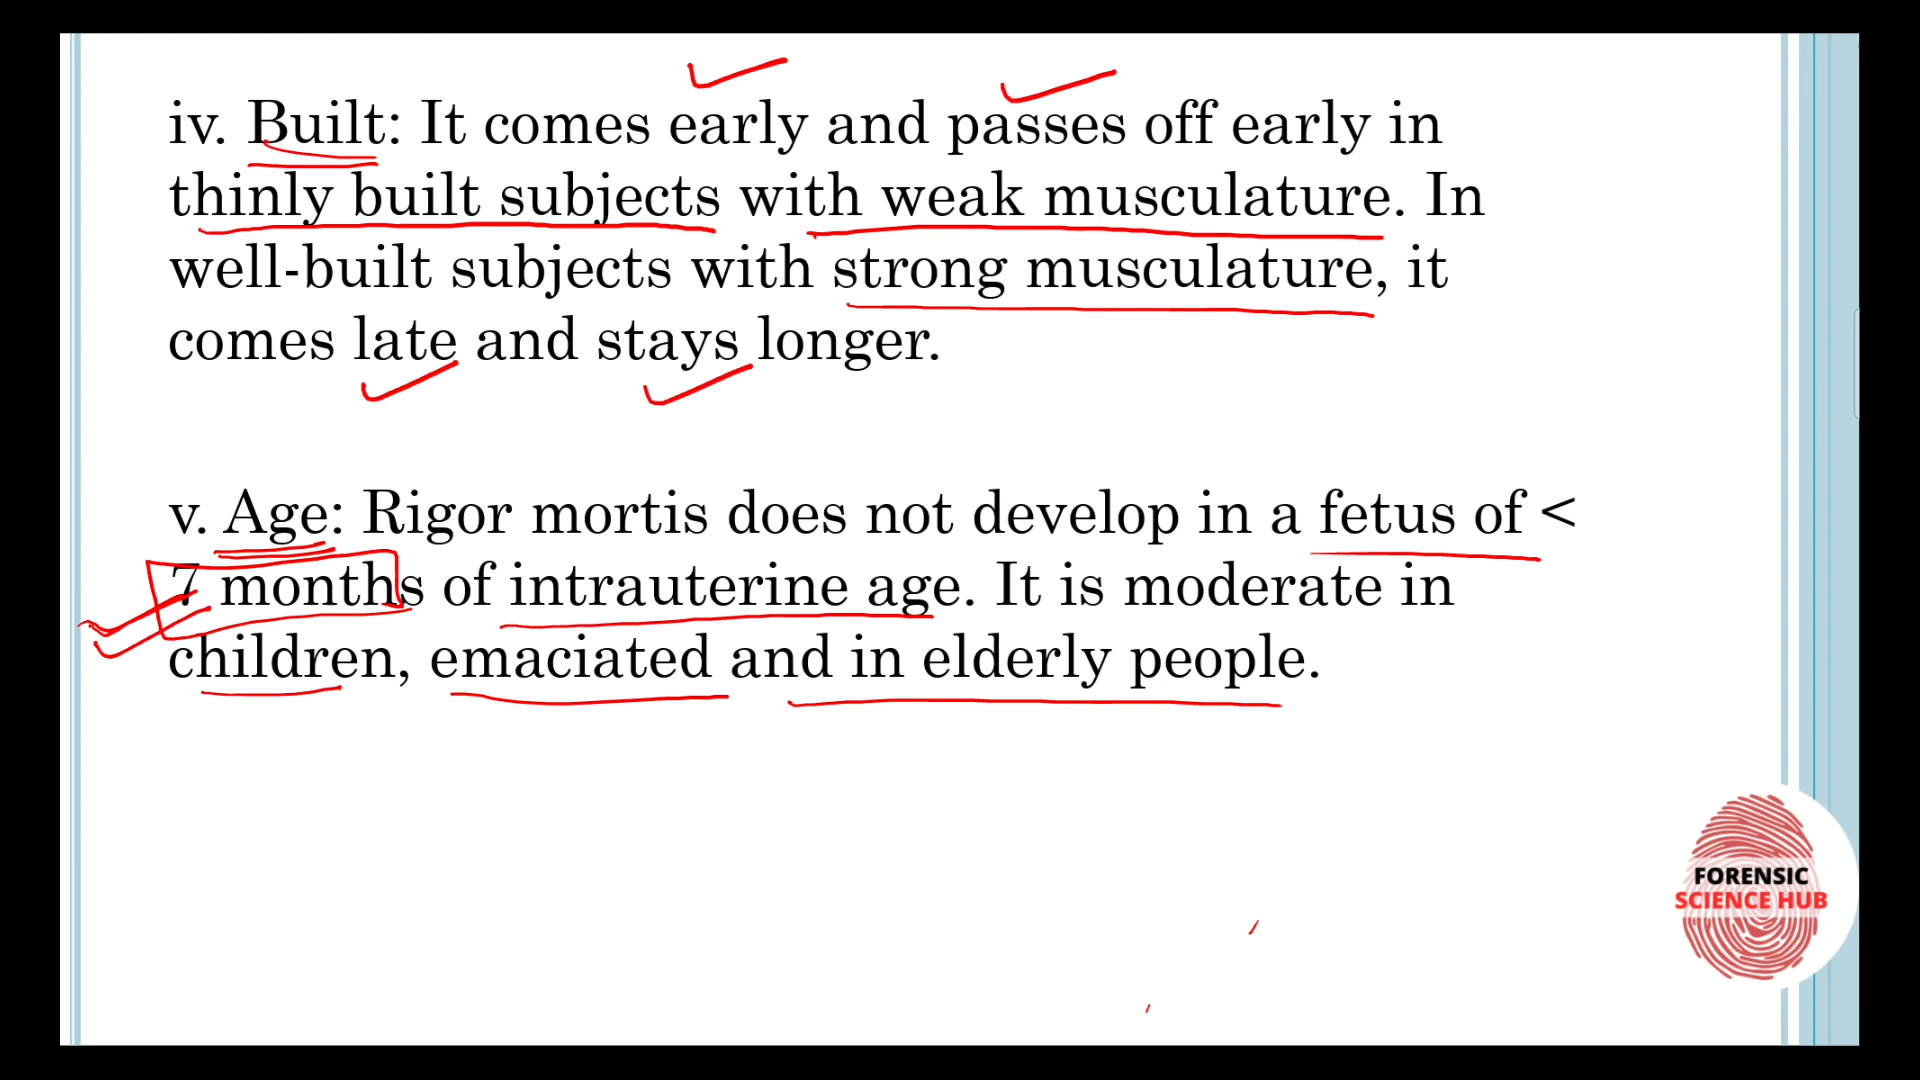 iv. Built: It comes early and passes off early in
thinly built subjects with weak musculature. In
well-built subjects with strong musculature, it
comes late and stays longer.
v. Age: Rigor mortis does not develop in a fetus of <
7 months of intrauterine age. It is moderate in
children, emaciated and in elderly people.
FORENSIC
SCIENCE HUB